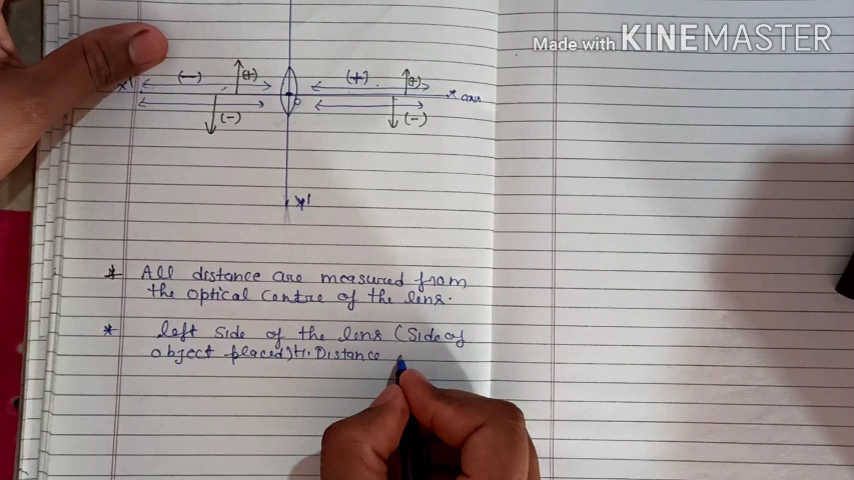 Made with KINEMASTER
(-) (+) (+) (+)
X' O X axis
(-) (-)
Y'
* All distance are measured from
the optical centre of the lens.
* left side of the lens (Side of
object placed) Distance